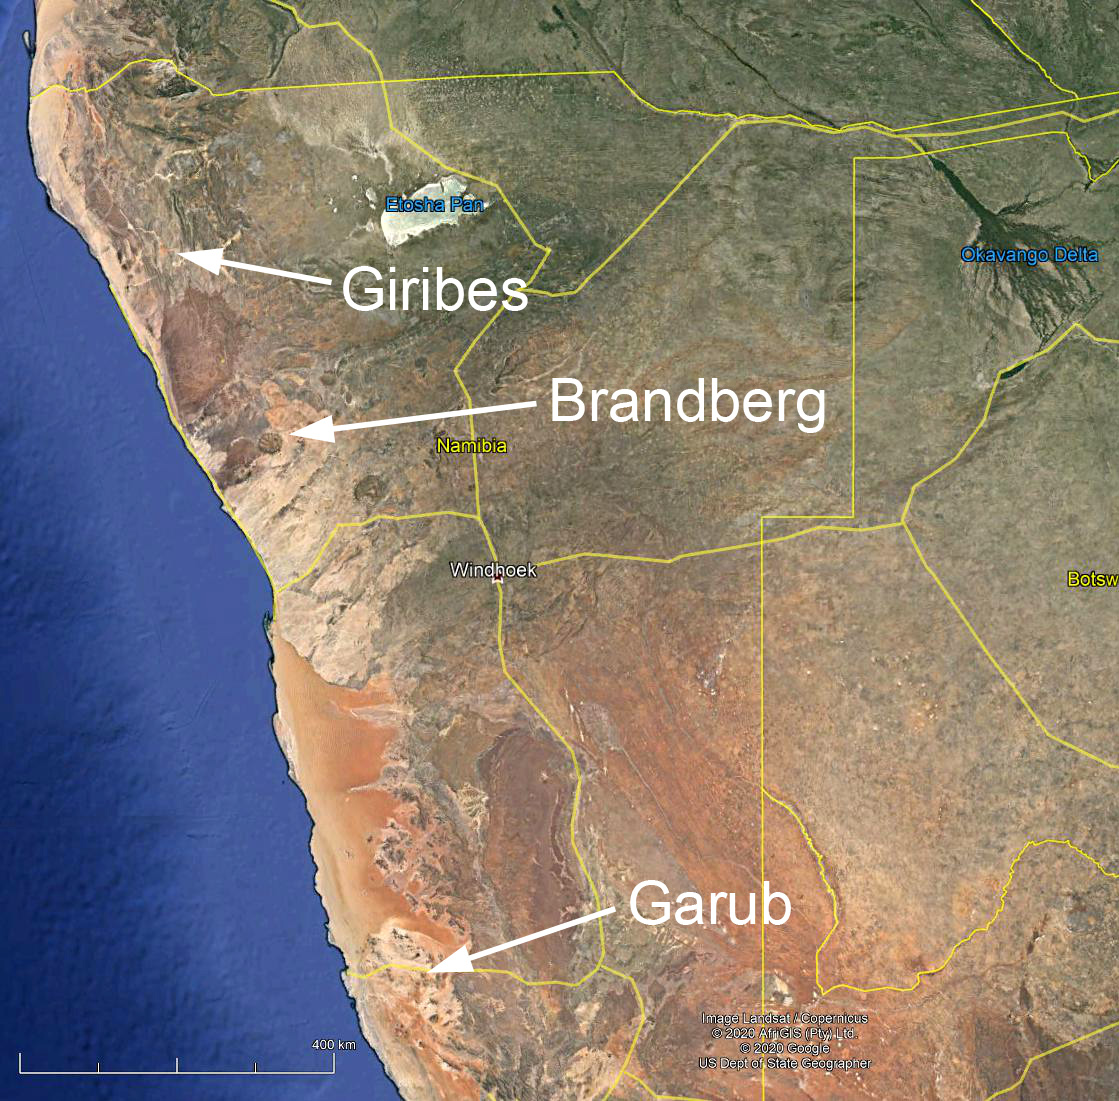 Etosha Pan
Okavango Delta
Giribes
Brandberg
Namibia
Windhoek
Botsw
Garub
Image Landsat / Copernicus
© 2020 AfriGIS (Pty) Ltd.
© 2020 Google
US Dept of State Geographer
400 km